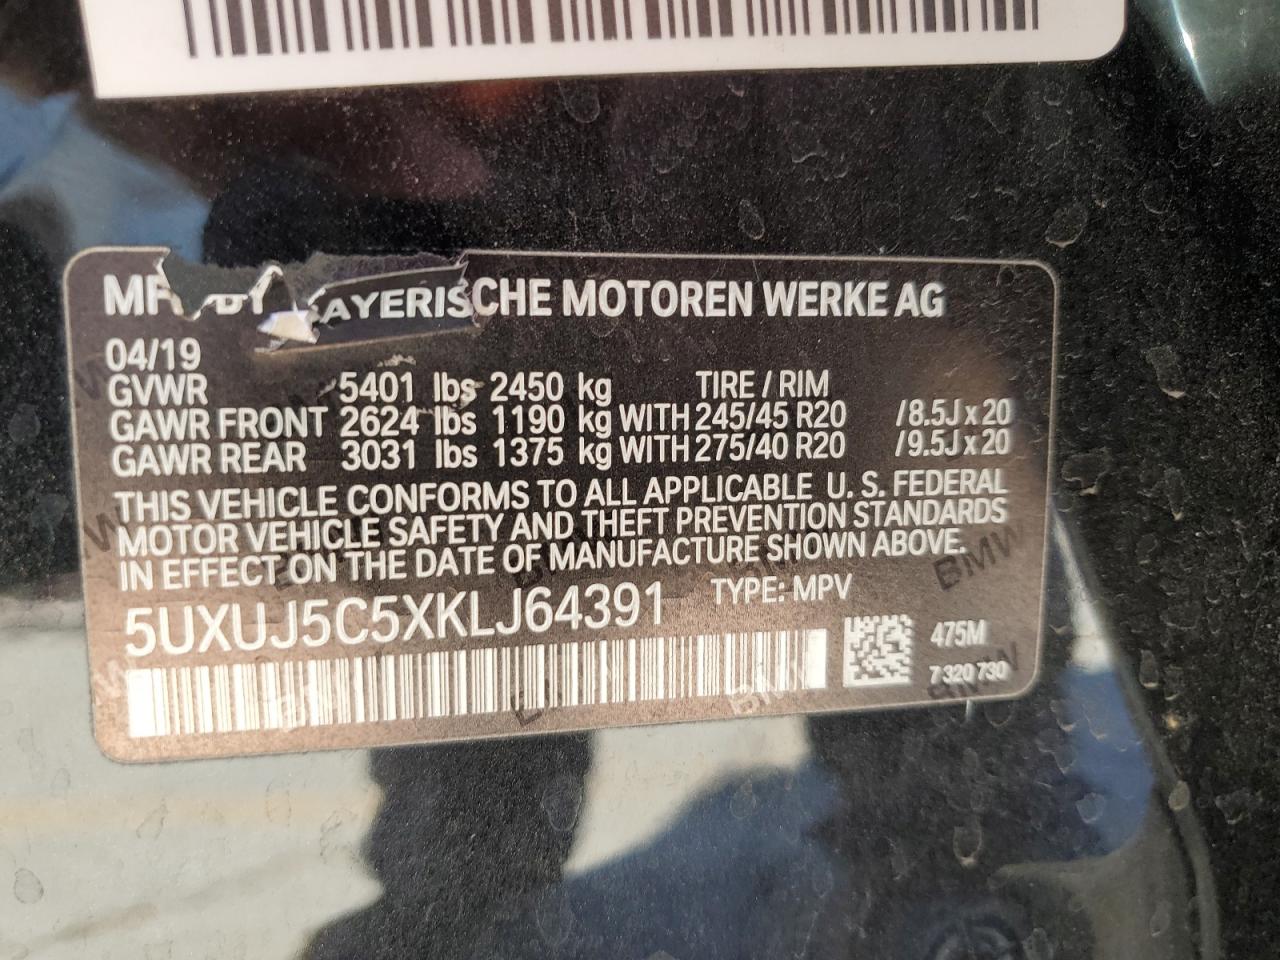 MFD BY BAYERISCHE MOTOREN WERKE AG
04/19
GVWR 5401 lbs 2450 kg TIRE / RIM
GAWR FRONT 2624 lbs 1190 kg WITH 245/45 R20 /8.5J x 20
GAWR REAR 3031 lbs 1375 kg WITH 275/40 R20 /9.5J x 20
THIS VEHICLE CONFORMS TO ALL APPLICABLE U. S. FEDERAL
MOTOR VEHICLE SAFETY AND THEFT PREVENTION STANDARDS
IN EFFECT ON THE DATE OF MANUFACTURE SHOWN ABOVE.
5UXUJ5C5XKLJ64391 TYPE: MPV
475M
7 320 730